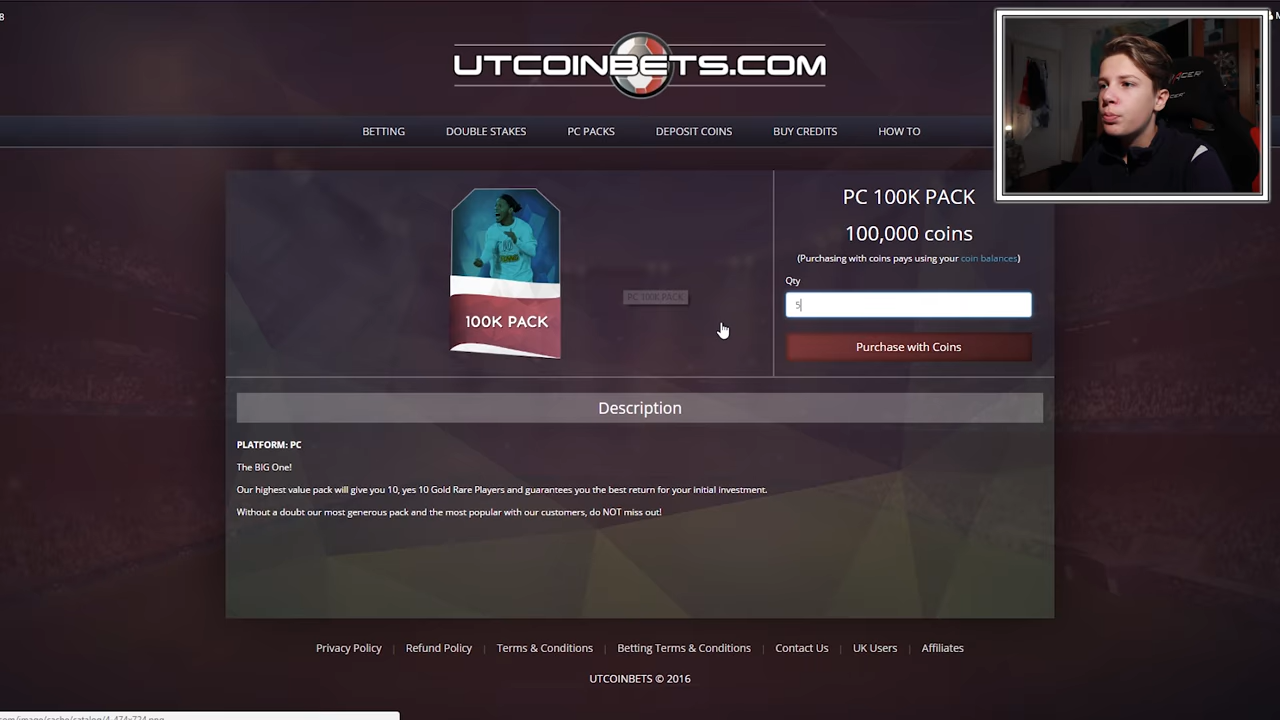 UTCOINBETS.COM
BETTING
DOUBLE STAKES
PC PACKS
DEPOSIT COINS
BUY CREDITS
HOW TO
100K PACK
PC 100K PACK
PC 100K PACK
100,000 coins
(Purchasing with coins pays using your coin balances)
Qty
5
Purchase with Coins
Description
PLATFORM: PC
The BIG One!
Our highest value pack will give you 10, yes 10 Gold Rare Players and guarantees you the best return for your initial investment.
Without a doubt our most generous pack and the most popular with our customers, do NOT miss out!
Privacy Policy | Refund Policy | Terms & Conditions | Betting Terms & Conditions | Contact Us | UK Users | Affiliates
UTCOINBETS © 2016